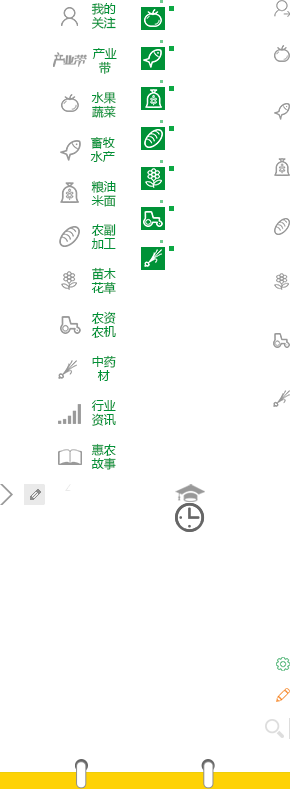 我的
关注
产业带
产业
带
水果
蔬菜
畜牧
水产
粮油
米面
农副
加工
苗木
花草
农资
农机
中药
材
行业
资讯
惠农
故事